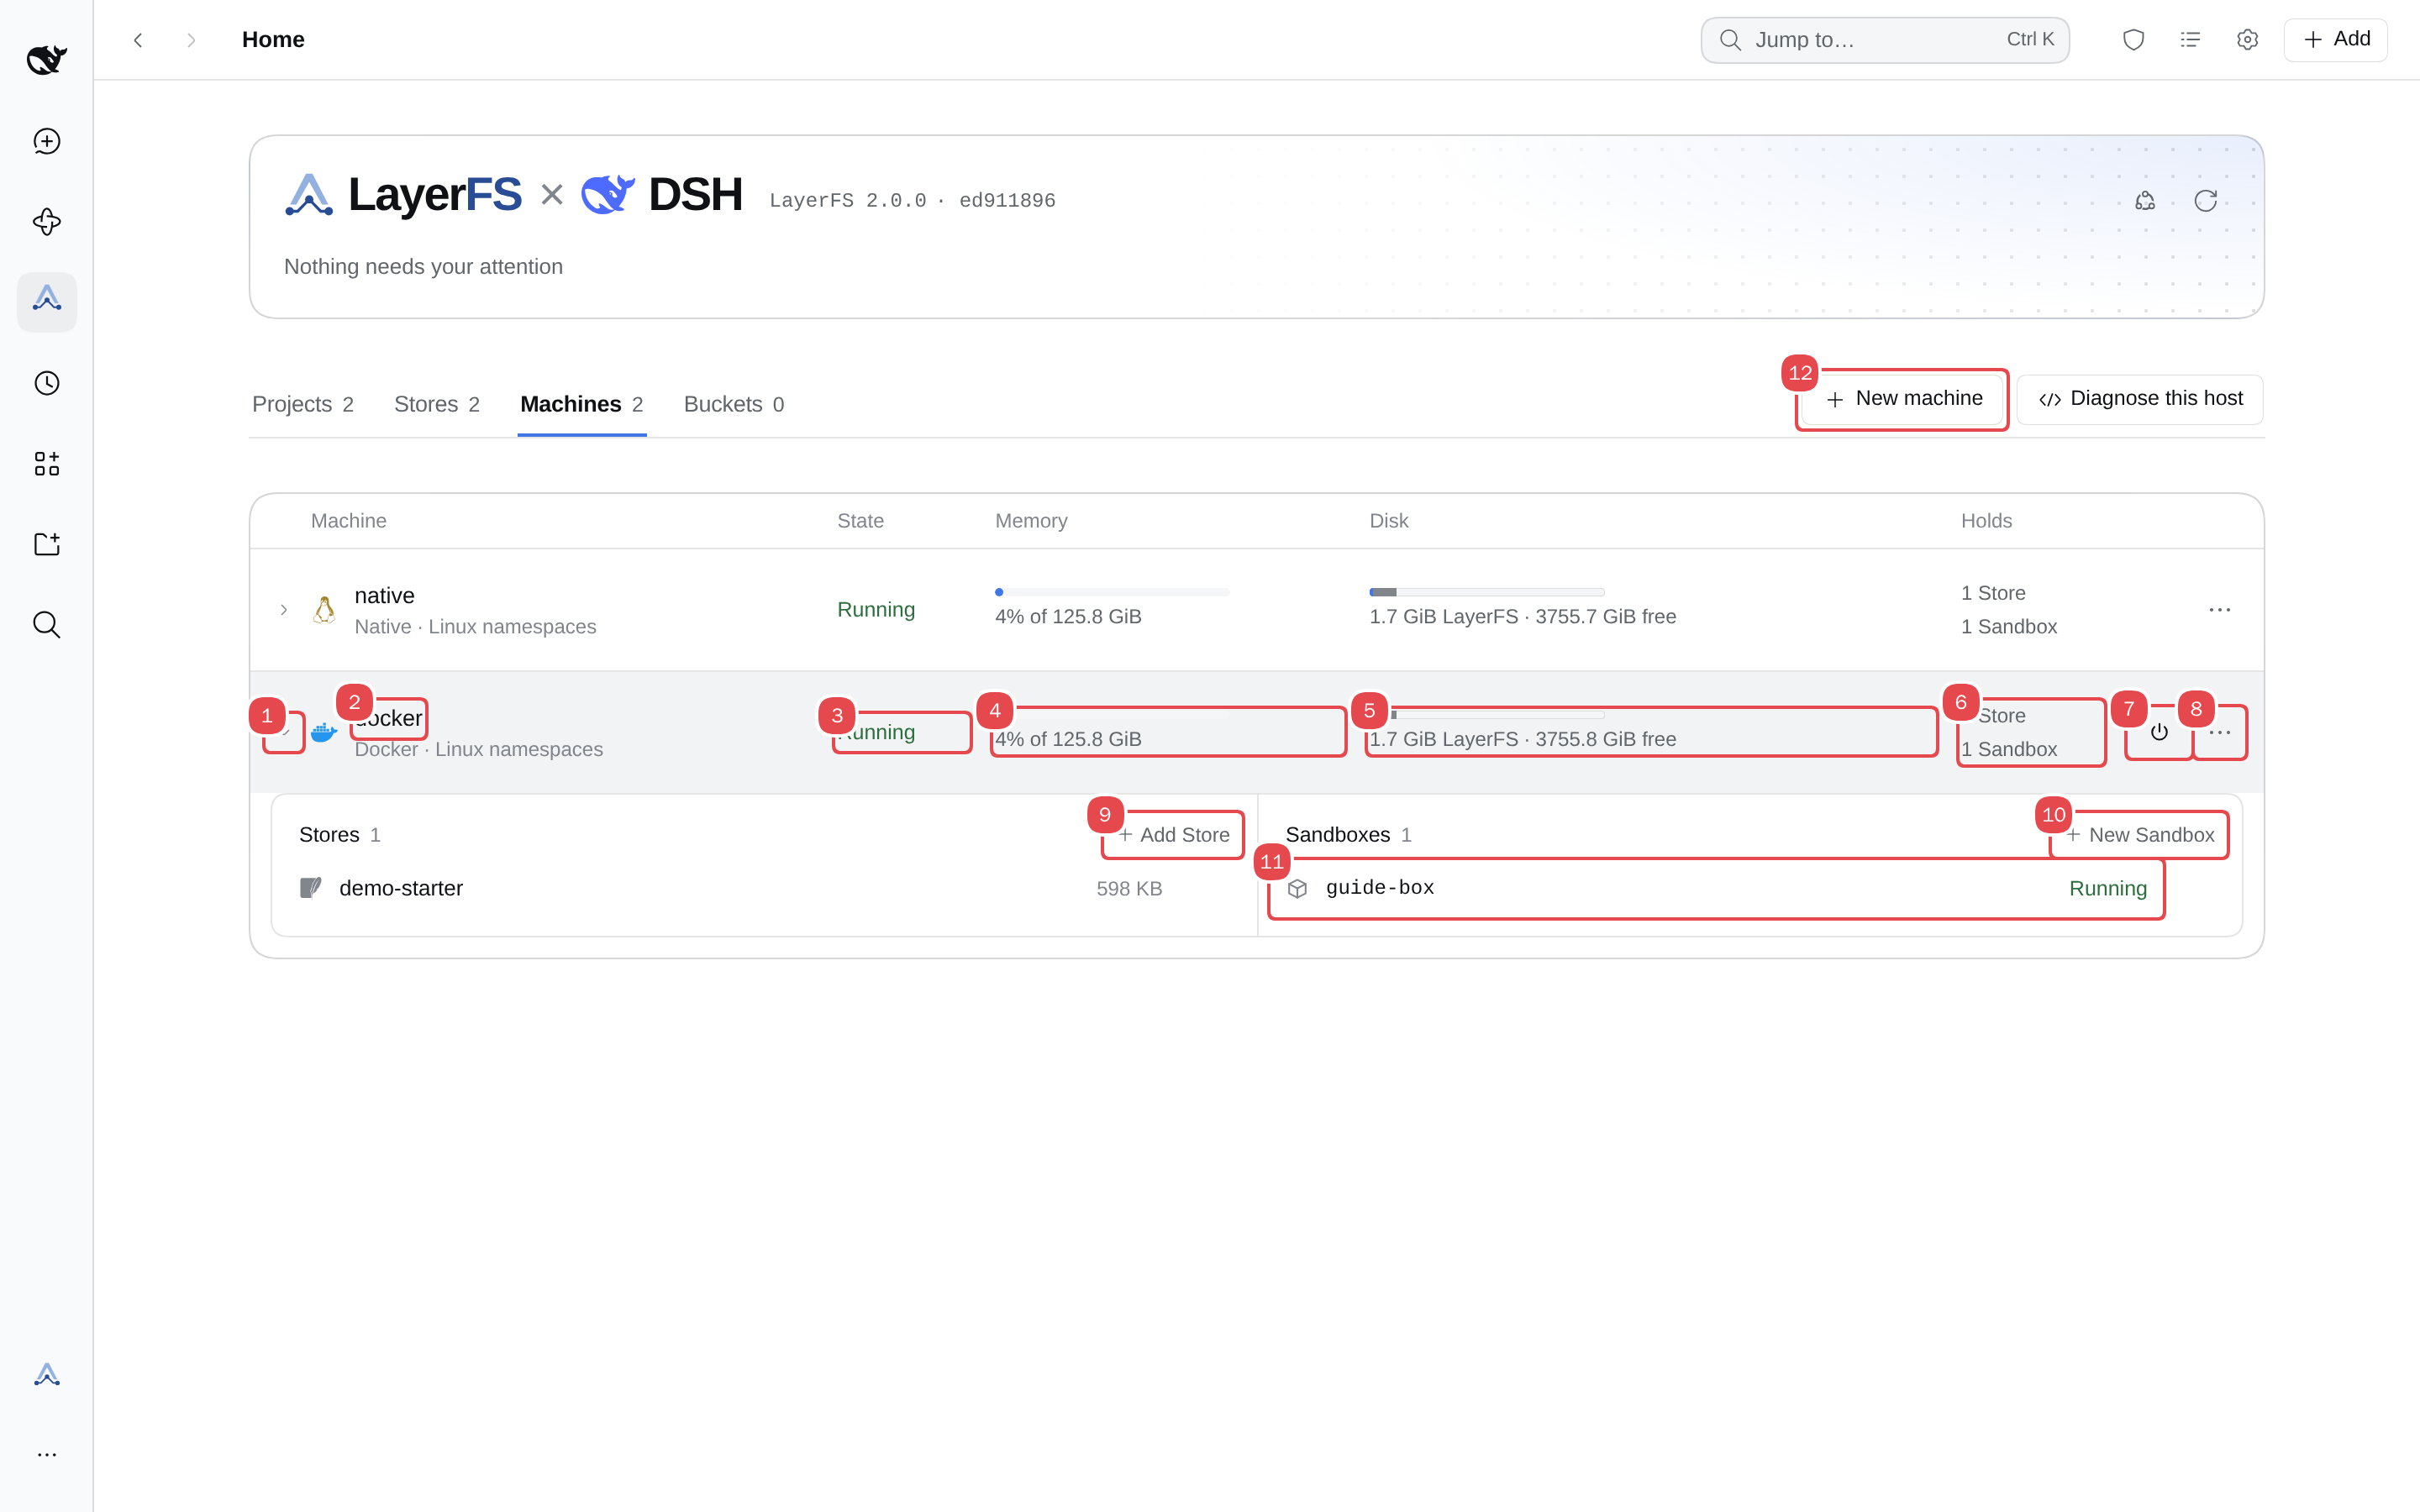 Home
Jump to…
Ctrl K
Add
LayerFS × DSH LayerFS 2.0.0 · ed911896
Nothing needs your attention
Projects 2
Stores 2
Machines 2
Buckets 0
12
New machine
Diagnose this host
Machine
State
Memory
Disk
Holds
native
Native · Linux namespaces
Running
4% of 125.8 GiB
1.7 GiB LayerFS · 3755.7 GiB free
1 Store
1 Sandbox
1
2
docker
Docker · Linux namespaces
3
Running
4
4% of 125.8 GiB
5
1.7 GiB LayerFS · 3755.8 GiB free
6
Store
1 Sandbox
7
8
Stores 1
9
Add Store
demo-starter
598 KB
Sandboxes 1
10
New Sandbox
11
guide-box
Running